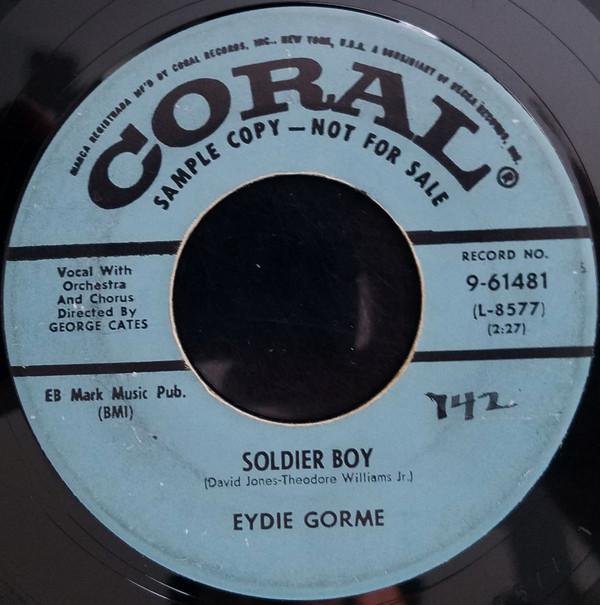 MARCA REGISTRADA MF'D BY CORAL RECORDS, INC., NEW YORK, U.S.A. A SUBSIDIARY OF DECCA RECORDS, INC.
CORAL®
SAMPLE COPY—NOT FOR SALE
Vocal With
Orchestra
And Chorus
Directed By
GEORGE CATES
RECORD NO.
9-61481
(L-8577)
(2:27)
EB Mark Music Pub.
(BMI)
742
SOLDIER BOY
(David Jones-Theodore Williams Jr.)
EYDIE GORME